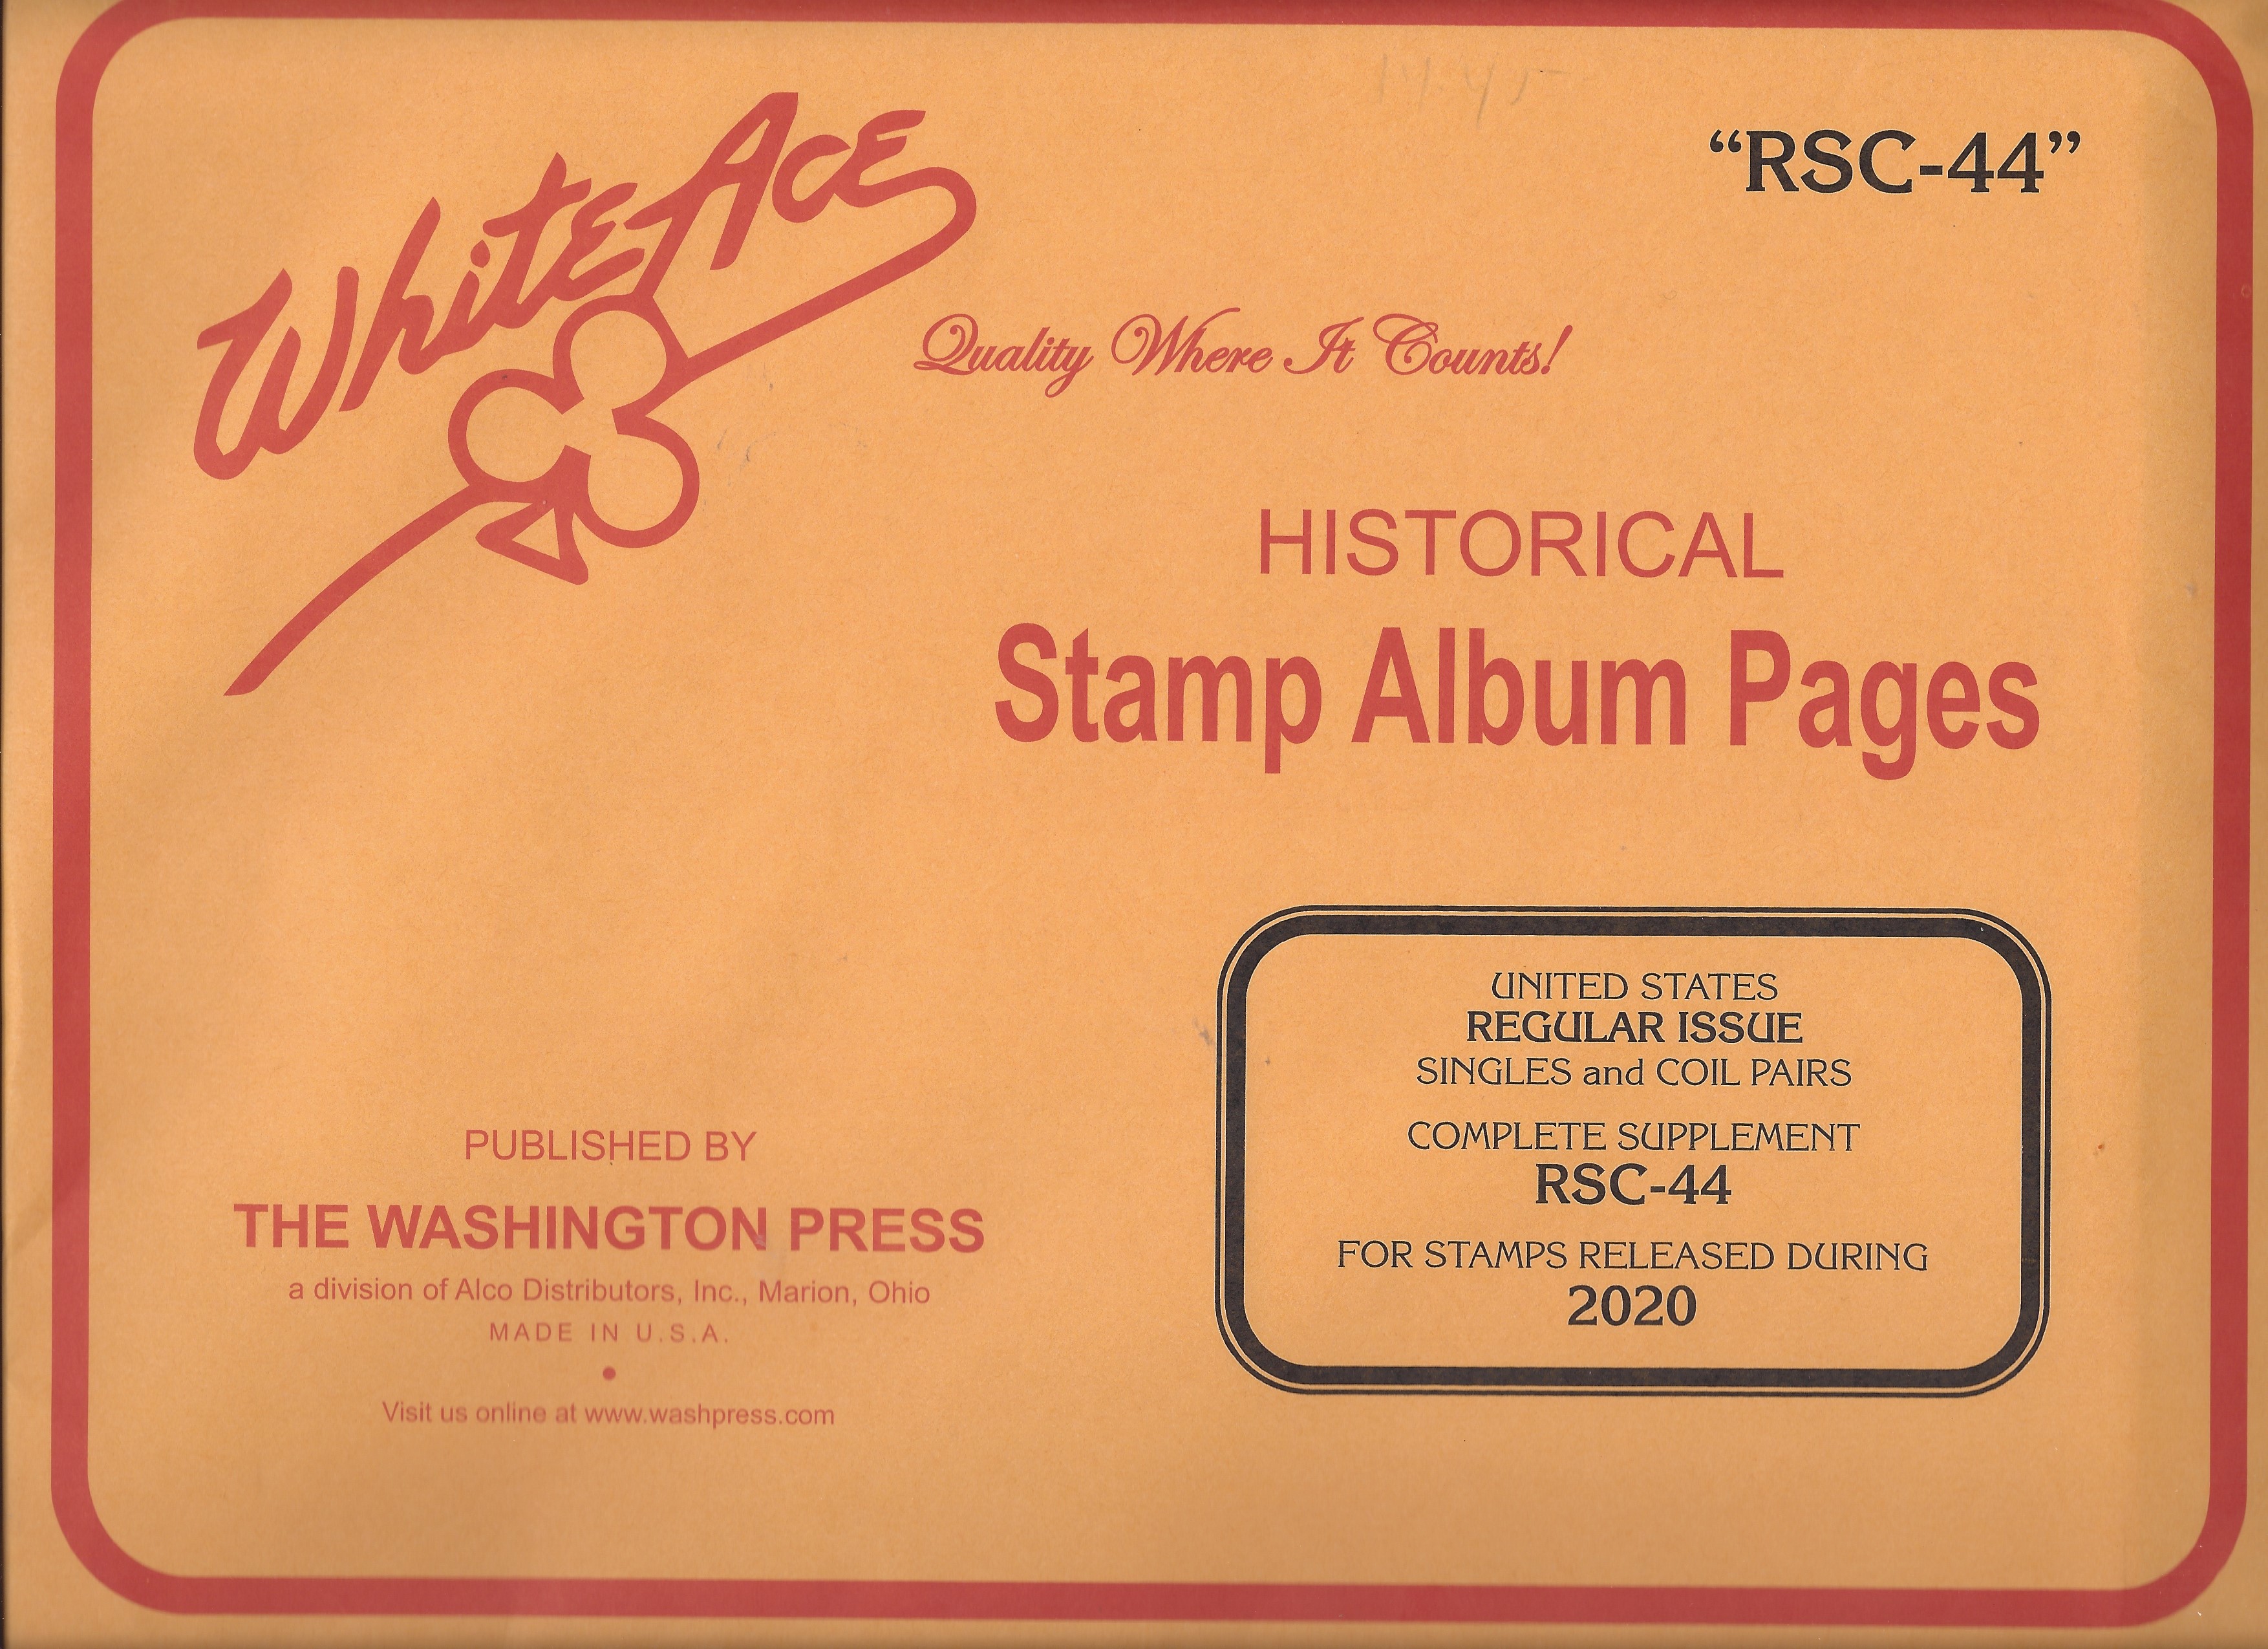 White Ace
"RSC-44"
Quality Where It Counts!
HISTORICAL
Stamp Album Pages
UNITED STATES
REGULAR ISSUE
SINGLES and COIL PAIRS
COMPLETE SUPPLEMENT
RSC-44
FOR STAMPS RELEASED DURING
2020
PUBLISHED BY
THE WASHINGTON PRESS
a division of Alco Distributors, Inc., Marion, Ohio
MADE IN U.S.A.
•
Visit us online at www.washpress.com